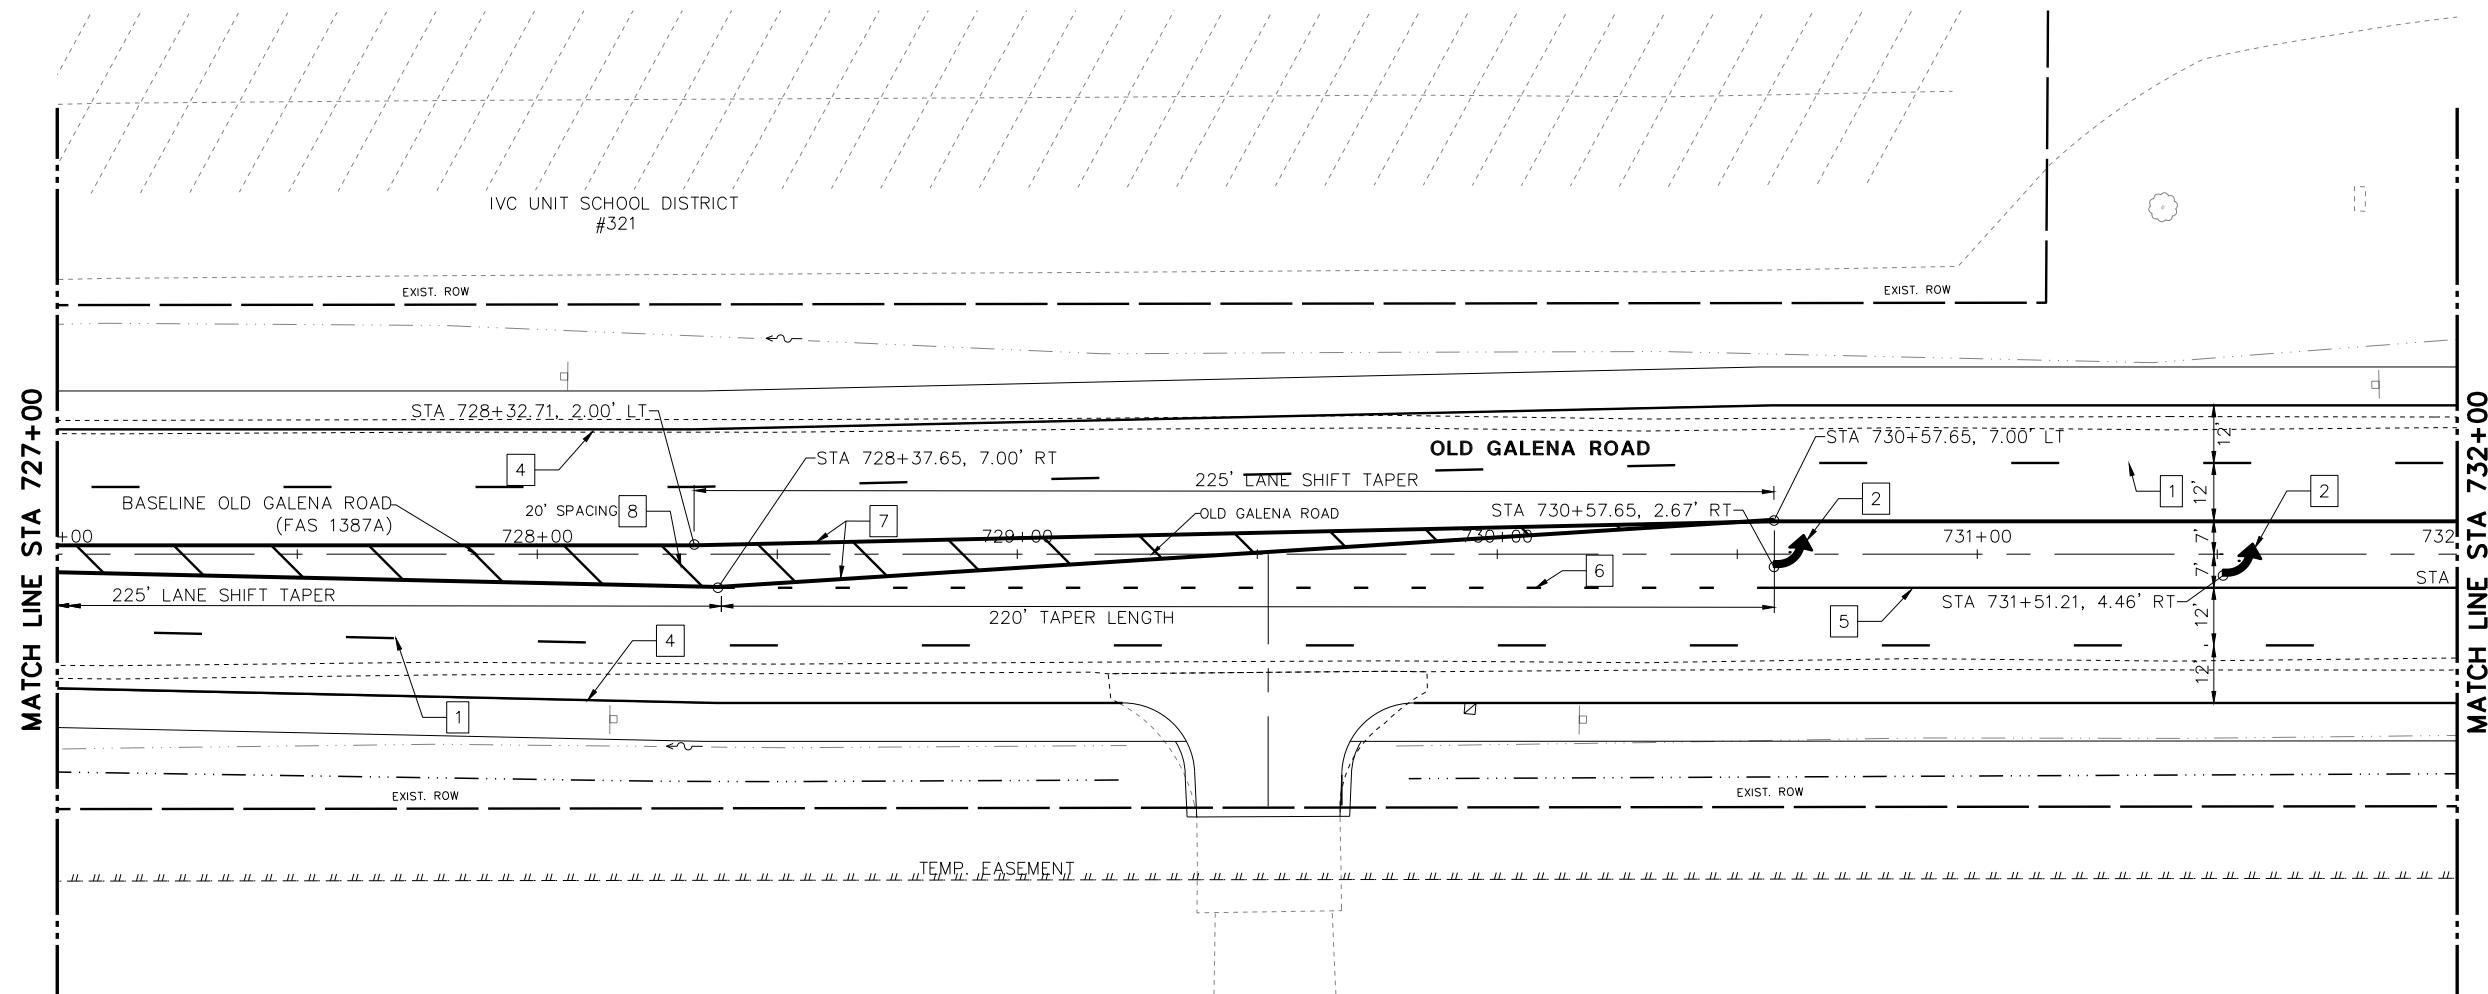 IVC UNIT SCHOOL DISTRICT
#321
EXIST. ROW
EXIST. ROW
MATCH LINE STA 727+00
MATCH LINE STA 732+00
STA 728+32.71, 2.00' LT
OLD GALENA ROAD
STA 730+57.65, 7.00' LT
12'
4
STA 728+37.65, 7.00' RT
225' LANE SHIFT TAPER
1
12'
2
2
BASELINE OLD GALENA ROAD
(FAS 1387A)
20' SPACING
8
7
OLD GALENA ROAD
STA 730+57.65, 2.67' RT
+00
728+00
729+00
730+00
731+00
7'
732
6
7'
STA
225' LANE SHIFT TAPER
220' TAPER LENGTH
5
STA 731+51.21, 4.46' RT
12'
4
12'
1
EXIST. ROW
EXIST. ROW
TEMP. EASEMENT